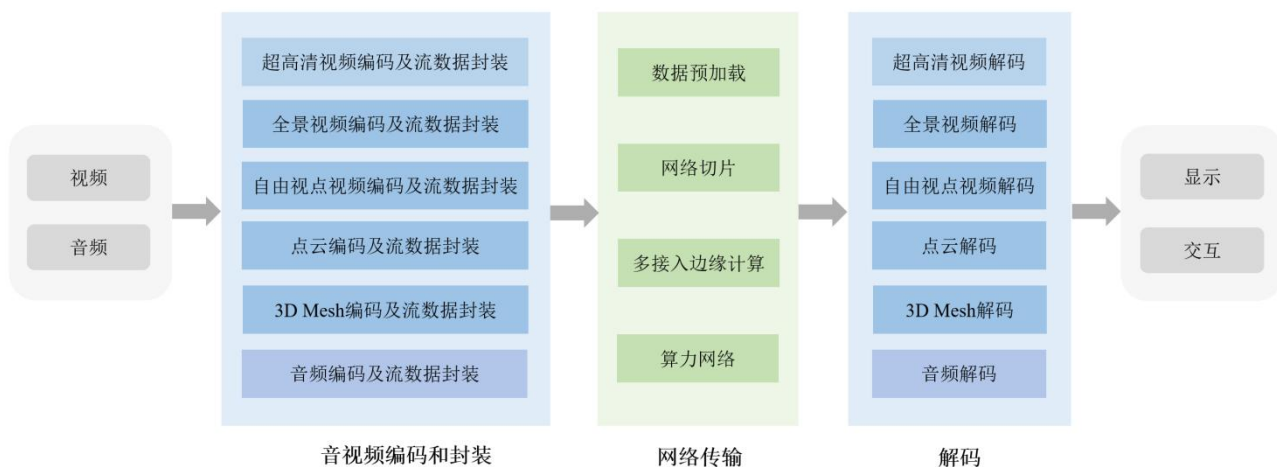 视频
音频
超高清视频编码及流数据封装
全景视频编码及流数据封装
自由视点视频编码及流数据封装
点云编码及流数据封装
3D Mesh编码及流数据封装
音频编码及流数据封装
音视频编码和封装
数据预加载
网络切片
多接入边缘计算
算力网络
网络传输
超高清视频解码
全景视频解码
自由视点视频解码
点云解码
3D Mesh解码
音频解码
解码
显示
交互